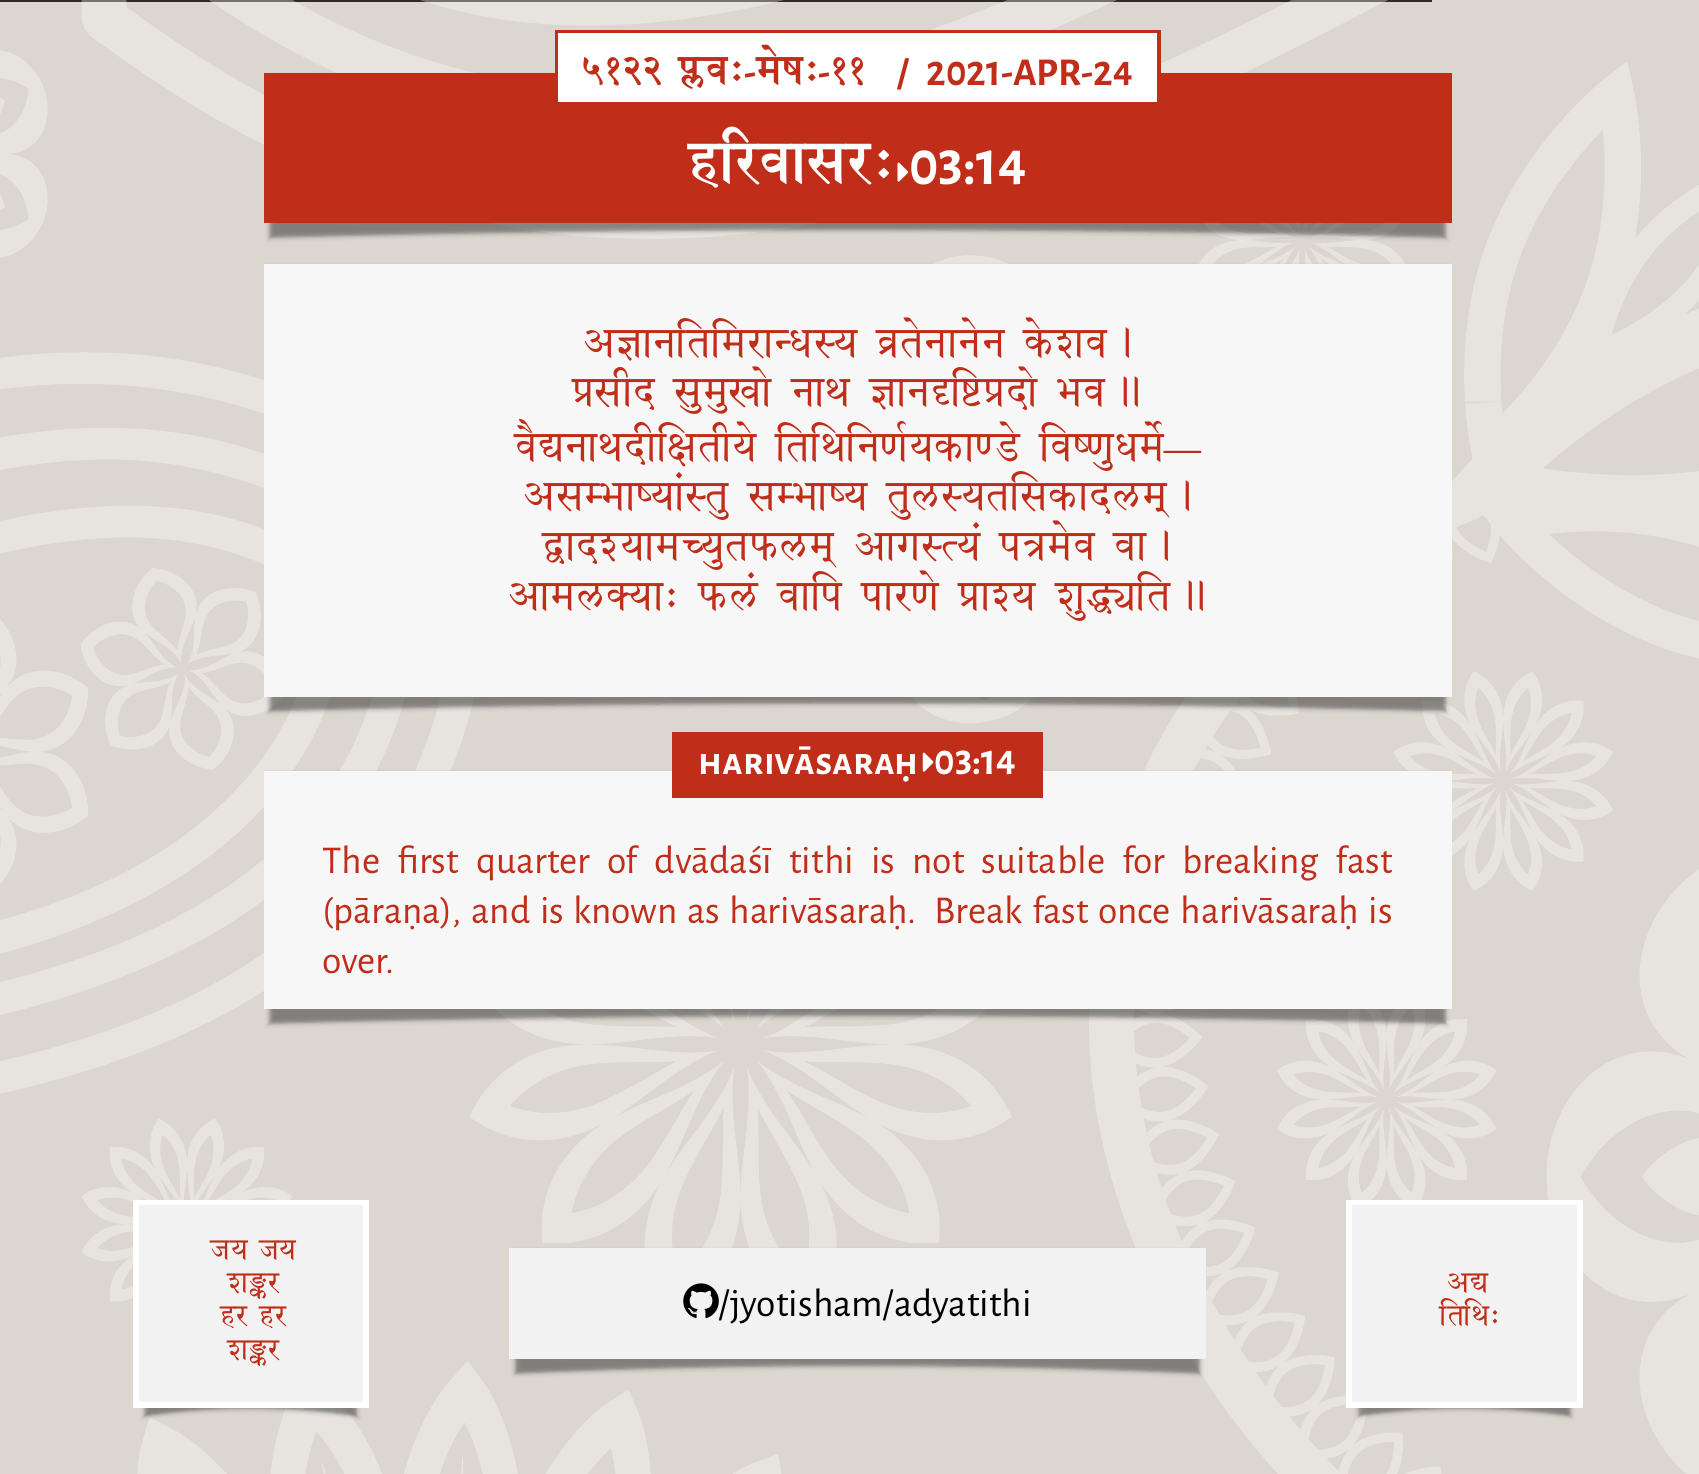 ५१२२ प्लवः-मेषः-११ / 2021-APR-24
हरिवासरः▸03:14
अज्ञानतिमिरान्धस्य व्रतेनानेन केशव।
प्रसीद सुमुखो नाथ ज्ञानदृष्टिप्रदो भव॥
वैद्यनाथदीक्षितीये तिथिनिर्णयकाण्डे विष्णुधर्मे—
असम्भाष्यांस्तु सम्भाष्य तुलस्यतसिकादलम्।
द्वादश्यामच्युतफलम् आगस्त्यं पत्रमेव वा।
आमलक्याः फलं वापि पारणे प्राश्य शुद्ध्यति॥
HARIVĀSARAḤ▸03:14
The first quarter of dvādaśī tithi is not suitable for breaking fast
(pāraṇa), and is known as harivāsaraḥ. Break fast once harivāsaraḥ is
over.
जय जय
शङ्कर
हर हर
शङ्कर
/jyotisham/adyatithi
अद्य
तिथिः